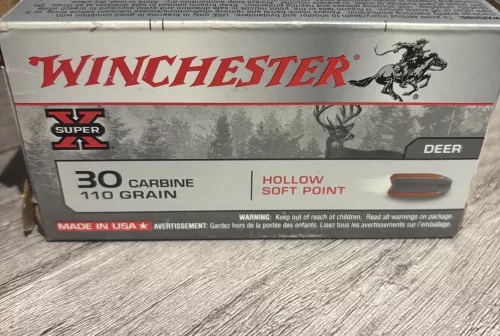 WINCHESTER®
SUPER
X
DEER
30 CARBINE
110 GRAIN
HOLLOW
SOFT POINT
WARNING: Keep out of reach of children. Read all warnings on package.
MADE IN USA ★ AVERTISSEMENT: Gardez hors de la portée des enfants. Lisez tous les avertissements sur l'emballage.